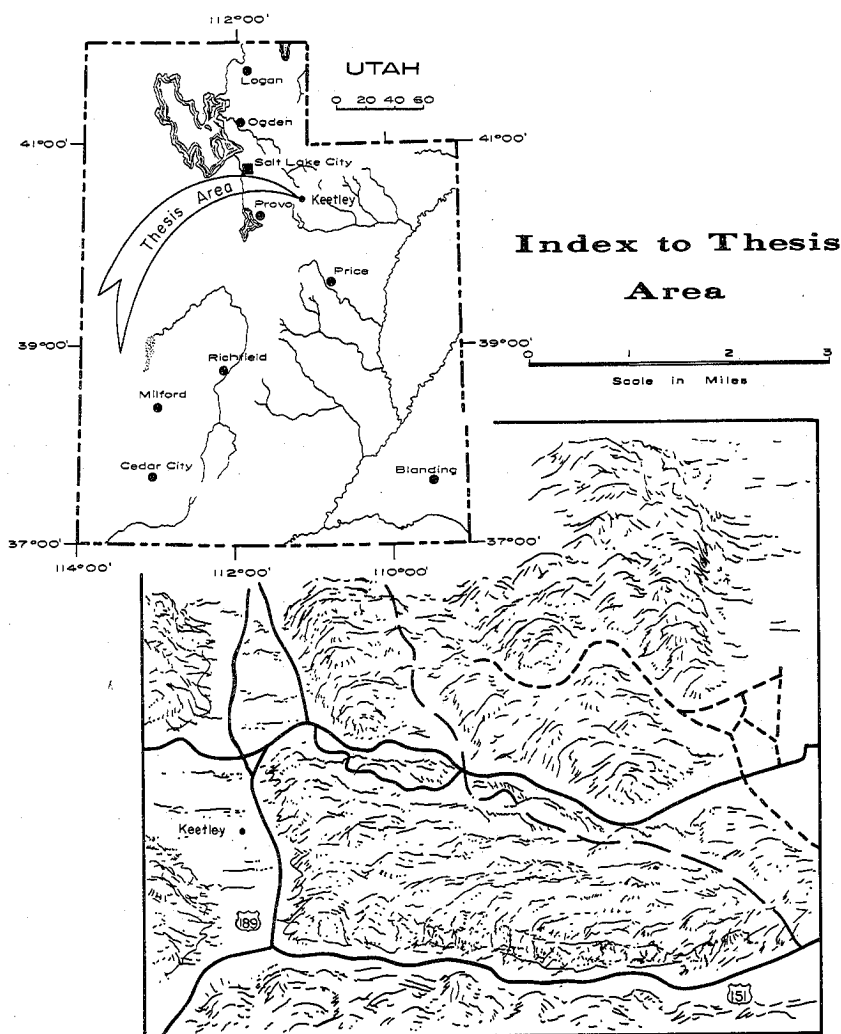 112°00'
UTAH
0 20 40 60
Logan
Ogden
41°00'
41°00'
Salt Lake City
Thesis Area
Keetley
Provo
Index to Thesis
Area
Price
39°00'
39°00'
0 1 2 3
Scale in Miles
Richfield
Milford
Cedar City
Blanding
37°00'
37°00'
114°00'
112°00'
110°00'
Keetley
189
151